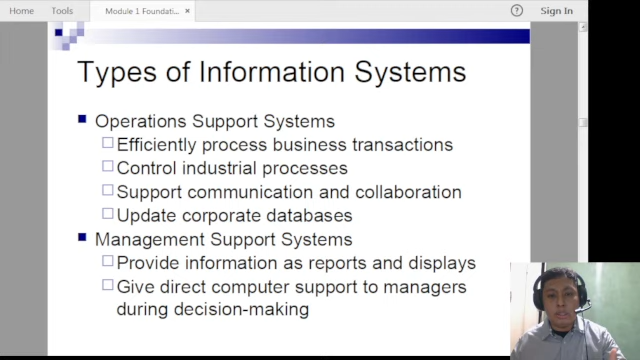 Home Tools Module 1 Foundati... × ? Sign In
Types of Information Systems
Operations Support Systems
Efficiently process business transactions
Control industrial processes
Support communication and collaboration
Update corporate databases
Management Support Systems
Provide information as reports and displays
Give direct computer support to managers
during decision-making